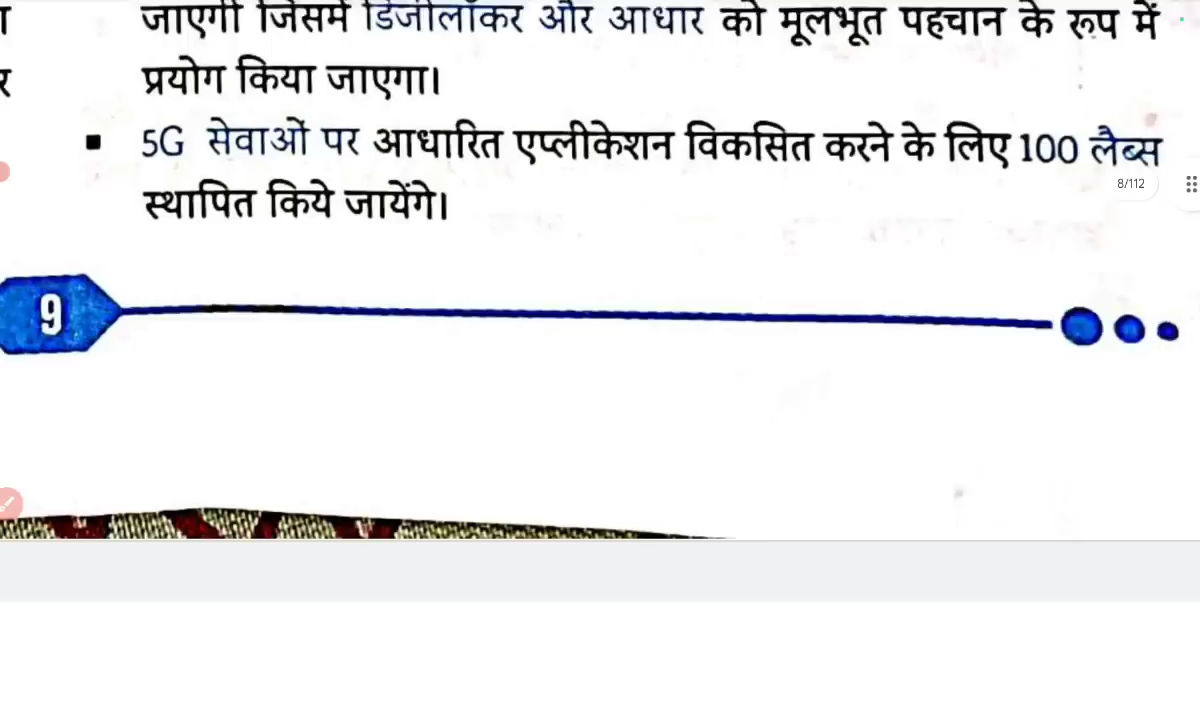 जाएगी जिसमें डिजीलॉकर और आधार को मूलभूत पहचान के रूप में
प्रयोग किया जाएगा।
▪ 5G सेवाओं पर आधारित एप्लीकेशन विकसित करने के लिए 100 लैब्स
स्थापित किये जायेंगे।
8/112
9